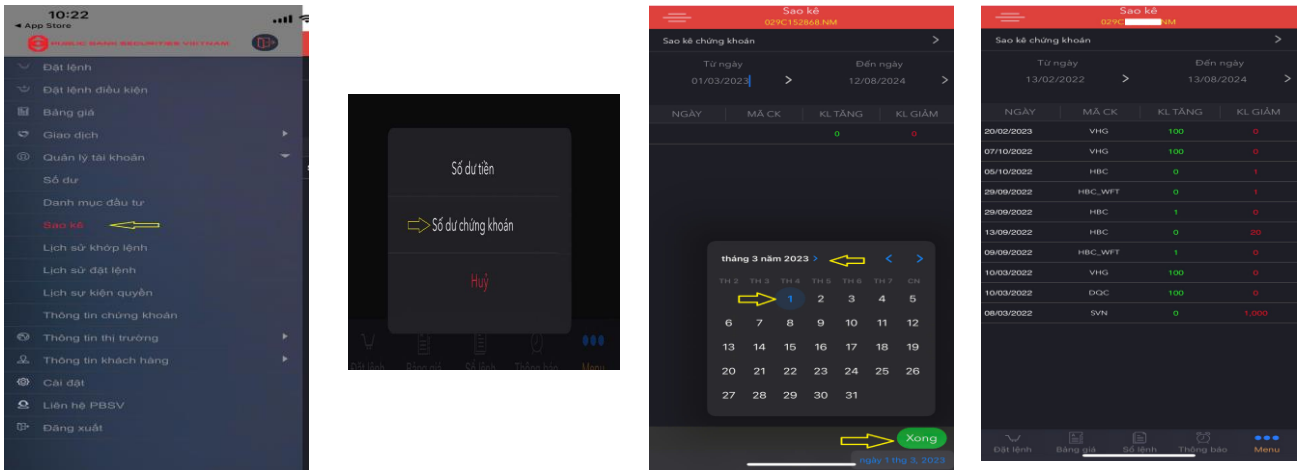 10:22
◄ App Store
PUBLIC BANK SECURITIES VIETNAM
Đặt lệnh
Đặt lệnh điều kiện
Bảng giá
Giao dịch
Quản lý tài khoản
Số dư
Danh mục đầu tư
Sao kê
Lịch sử khớp lệnh
Lịch sử đặt lệnh
Lịch sự kiện quyền
Thông tin chứng khoán
Thông tin thị trường
Thông tin khách hàng
Cài đặt
Liên hệ PBSV
Đăng xuất
Số dư tiền
Số dư chứng khoán
Huỷ
Đặt lệnh Bảng giá Sổ lệnh Thông báo Menu
Sao kê
029C152868.NM
Sao kê chứng khoán >
Từ ngày Đến ngày
01/03/2023 > 12/08/2024 >
NGÀY MÃ CK KL TĂNG KL GIẢM
0 0
tháng 3 năm 2023 > < >
TH 2 TH 3 TH 4 TH 5 TH 6 TH 7 CN
1 2 3 4 5
6 7 8 9 10 11 12
13 14 15 16 17 18 19
20 21 22 23 24 25 26
27 28 29 30 31
Xong
ngày 1 thg 3, 2023
Sao kê
029C NM
Sao kê chứng khoán >
Từ ngày Đến ngày
13/02/2022 > 13/08/2024 >
NGÀY MÃ CK KL TĂNG KL GIẢM
20/02/2023 VHG 100 0
07/10/2022 VHG 100 0
05/10/2022 HBC 0 1
29/09/2022 HBC_WFT 0 1
29/09/2022 HBC 1 0
13/09/2022 HBC 0 20
09/09/2022 HBC_WFT 1 0
10/03/2022 VHG 100 0
10/03/2022 DQC 100 0
08/03/2022 SVN 0 1,000
Đặt lệnh Bảng giá Sổ lệnh Thông báo Menu